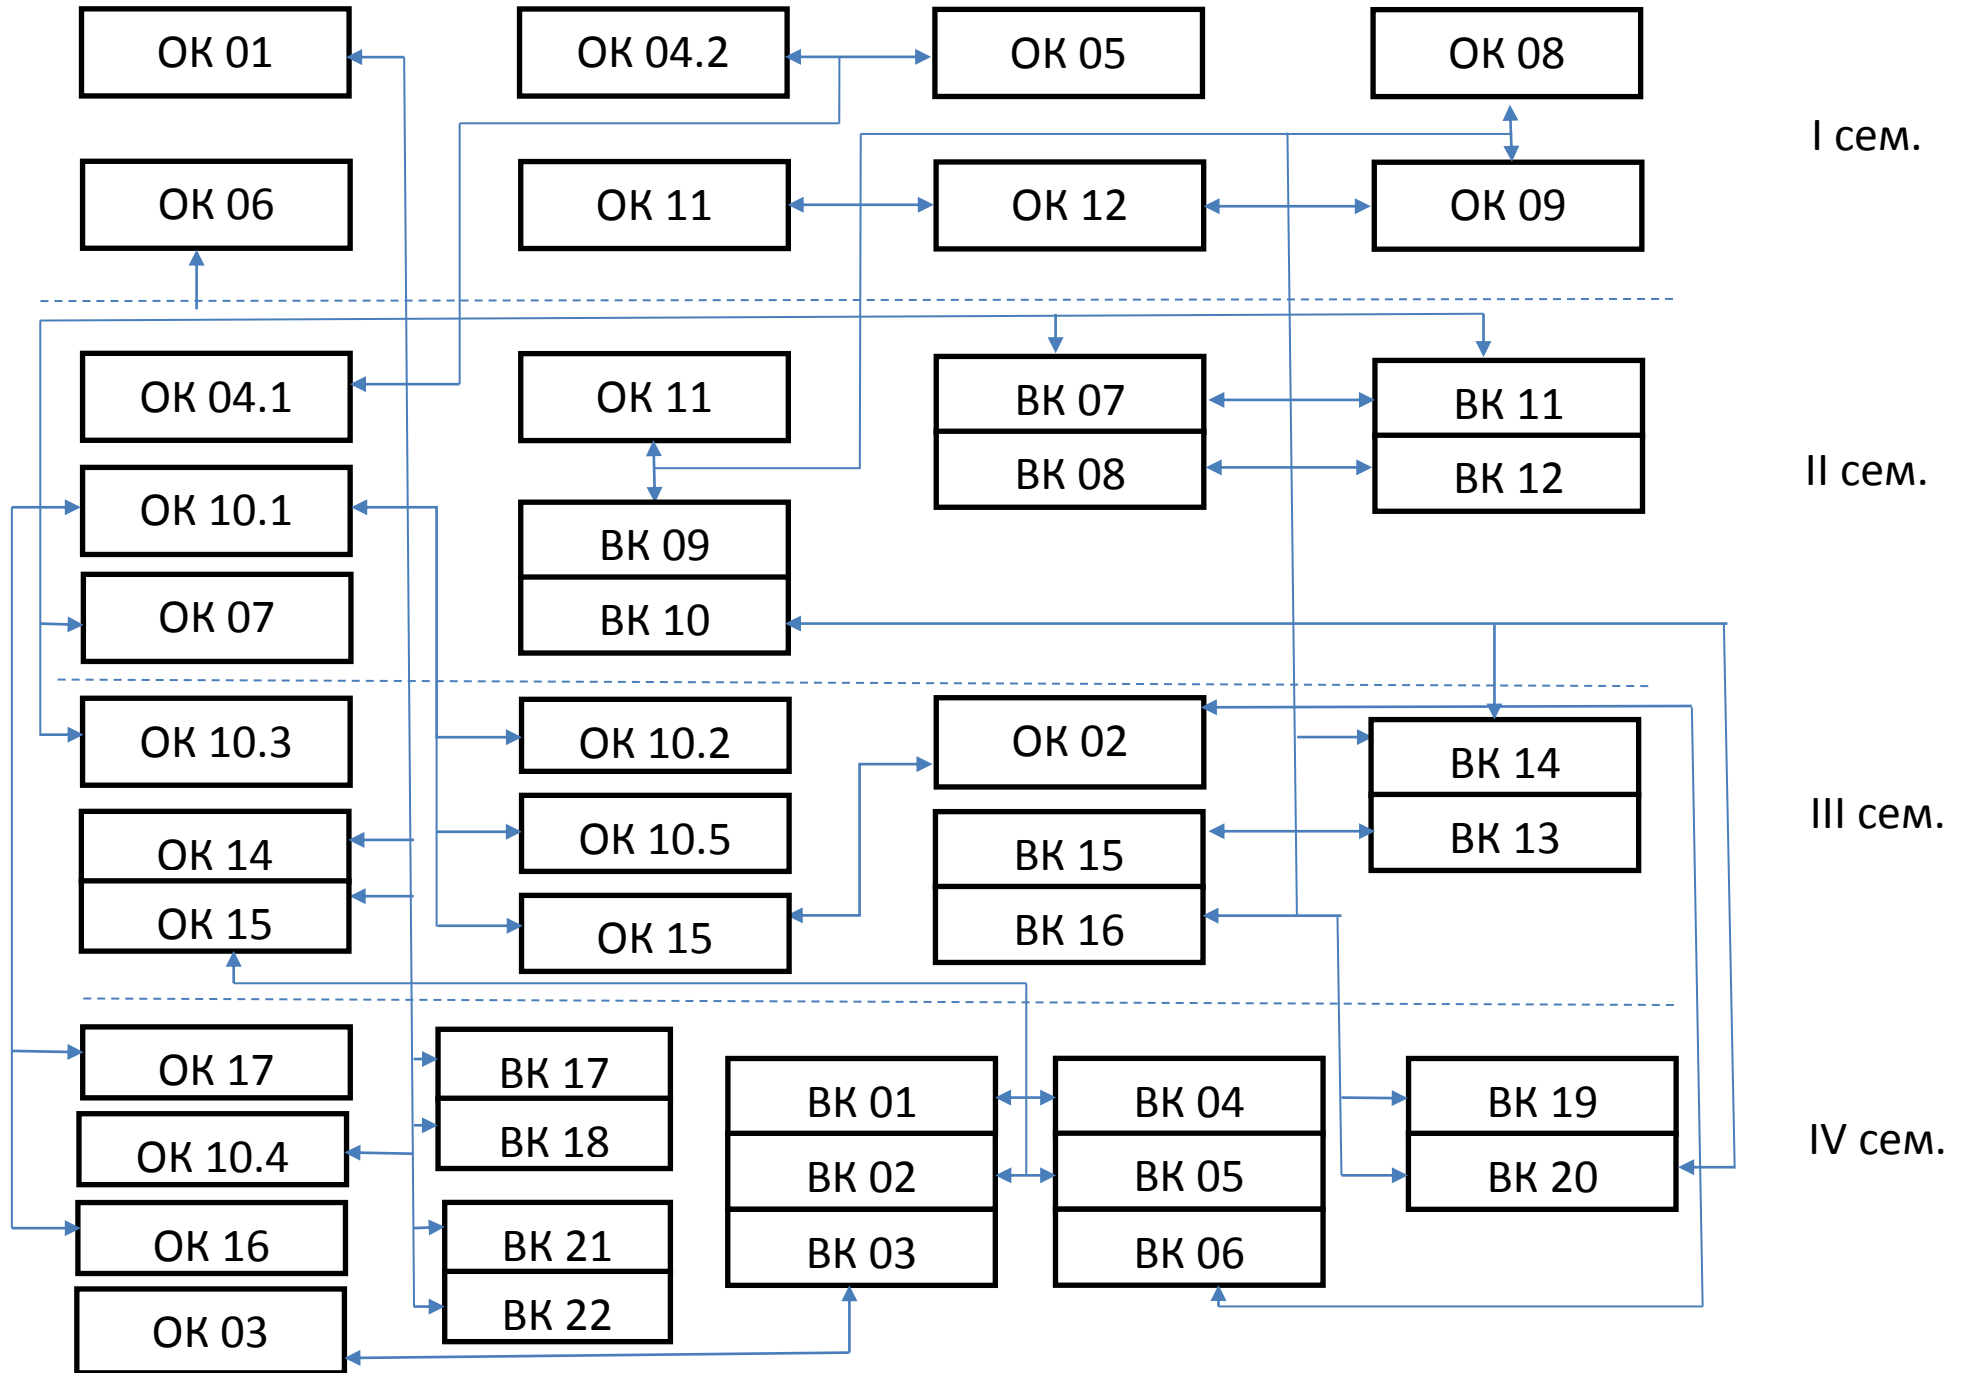 ОК 01
ОК 04.2
ОК 05
ОК 08
I сем.
ОК 06
ОК 11
ОК 12
ОК 09
ОК 04.1
ОК 11
ВК 07
ВК 11
ВК 08
ВК 12
II сем.
ОК 10.1
ВК 09
ОК 07
ВК 10
ОК 10.3
ОК 10.2
ОК 02
ВК 14
III сем.
ОК 14
ОК 10.5
ВК 15
ВК 13
ОК 15
ОК 15
ВК 16
ОК 17
ВК 17
ВК 01
ВК 04
ВК 19
IV сем.
ОК 10.4
ВК 18
ВК 02
ВК 05
ВК 20
ОК 16
ВК 21
ВК 03
ВК 06
ОК 03
ВК 22